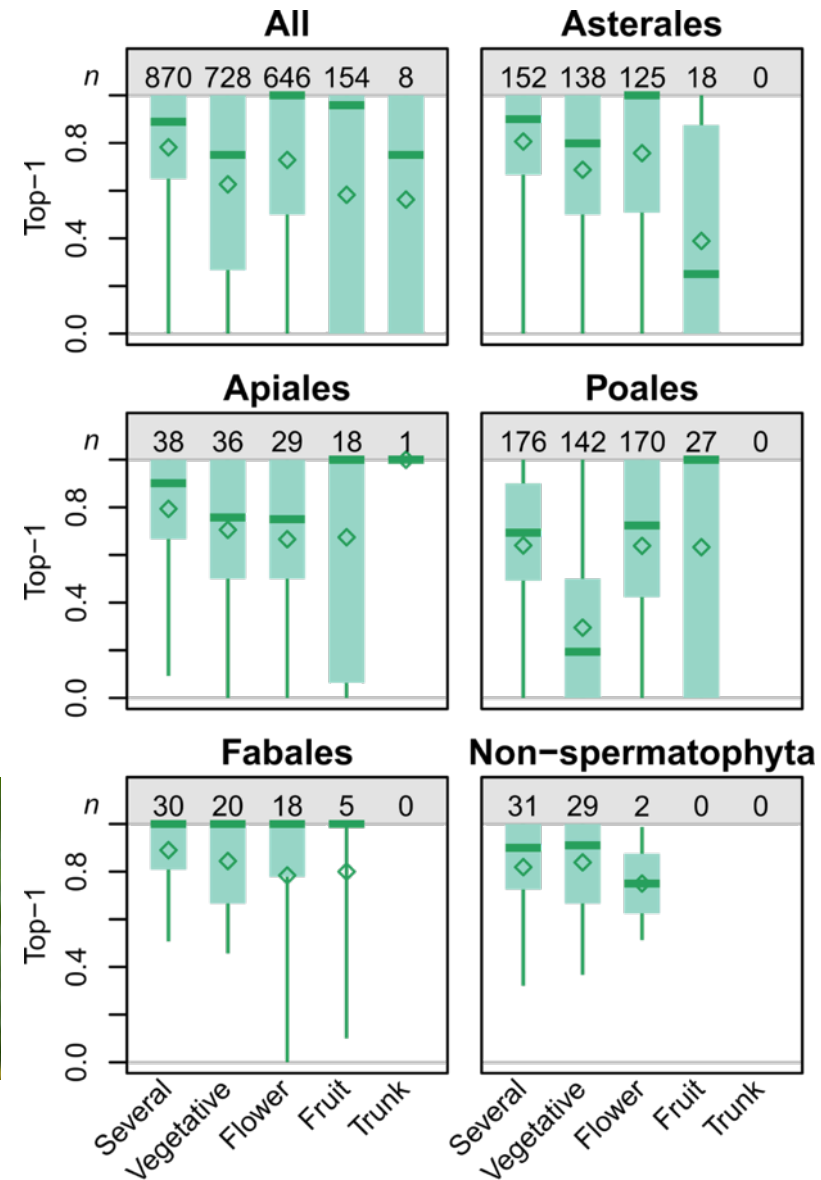 All
n 870 728 646 154 8
Top−1
0.8
0.4
0.0
Asterales
152 138 125 18 0
Apiales
n 38 36 29 18 1
Top−1
0.8
0.4
0.0
Poales
176 142 170 27 0
Fabales
n 30 20 18 5 0
Top−1
0.8
0.4
0.0
Several
Vegetative
Flower
Fruit
Trunk
Non−spermatophyta
31 29 2 0 0
Several
Vegetative
Flower
Fruit
Trunk